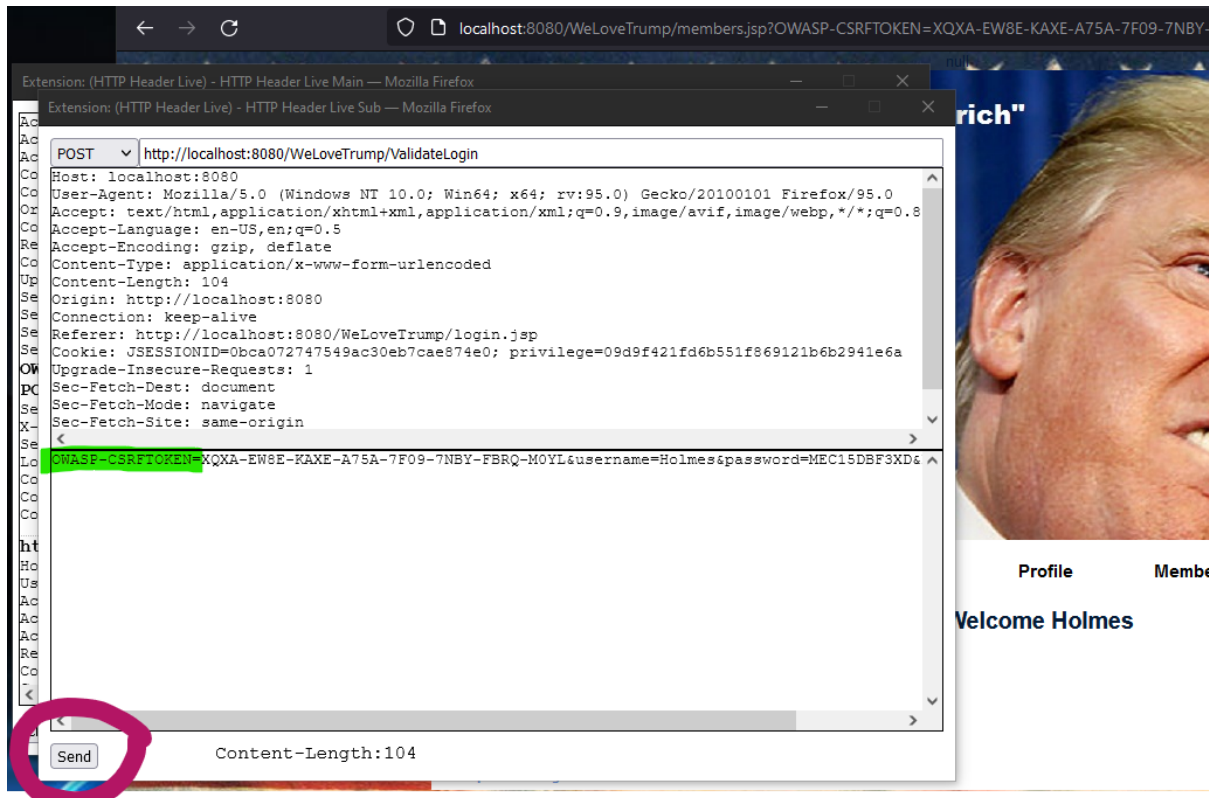 localhost:8080/WeLoveTrump/members.jsp?OWASP-CSRFTOKEN=XQXA-EW8E-KAXE-A75A-7F09-7NBY-
null
Extension: (HTTP Header Live) - HTTP Header Live Main — Mozilla Firefox
Extension: (HTTP Header Live) - HTTP Header Live Sub — Mozilla Firefox
rich"
POST http://localhost:8080/WeLoveTrump/ValidateLogin
Host: localhost:8080
User-Agent: Mozilla/5.0 (Windows NT 10.0; Win64; x64; rv:95.0) Gecko/20100101 Firefox/95.0
Accept: text/html,application/xhtml+xml,application/xml;q=0.9,image/avif,image/webp,*/*;q=0.8
Accept-Language: en-US,en;q=0.5
Accept-Encoding: gzip, deflate
Content-Type: application/x-www-form-urlencoded
Content-Length: 104
Origin: http://localhost:8080
Connection: keep-alive
Referer: http://localhost:8080/WeLoveTrump/login.jsp
Cookie: JSESSIONID=0bca072747549ac30eb7cae874e0; privilege=09d9f421fd6b551f869121b6b2941e6a
Upgrade-Insecure-Requests: 1
Sec-Fetch-Dest: document
Sec-Fetch-Mode: navigate
Sec-Fetch-Site: same-origin
OWASP-CSRFTOKEN=XQXA-EW8E-KAXE-A75A-7F09-7NBY-FBRQ-M0YL&username=Holmes&password=MEC15DBF3XD&
Profile Membe
Welcome Holmes
Send Content-Length:104